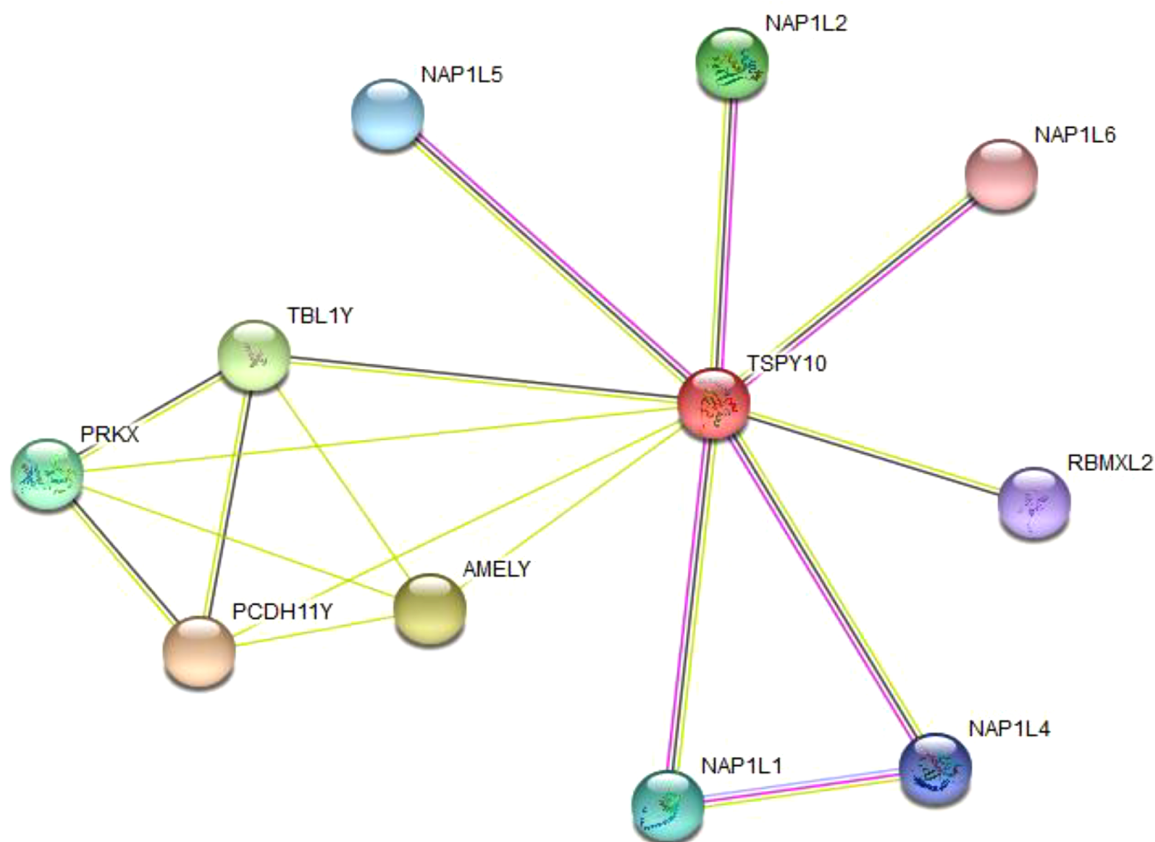 NAP1L2
NAP1L5
NAP1L6
TBL1Y
TSPY10
PRKX
RBMXL2
AMELY
PCDH11Y
NAP1L4
NAP1L1